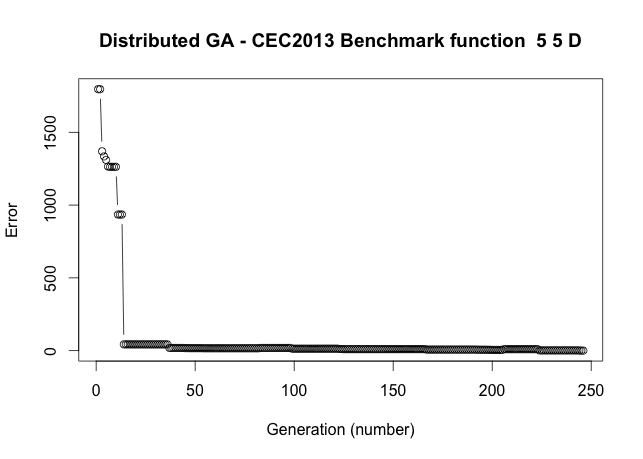 Distributed GA - CEC2013 Benchmark function  5 5 D
Error
1500
1000
500
0
0 50 100 150 200 250
Generation (number)